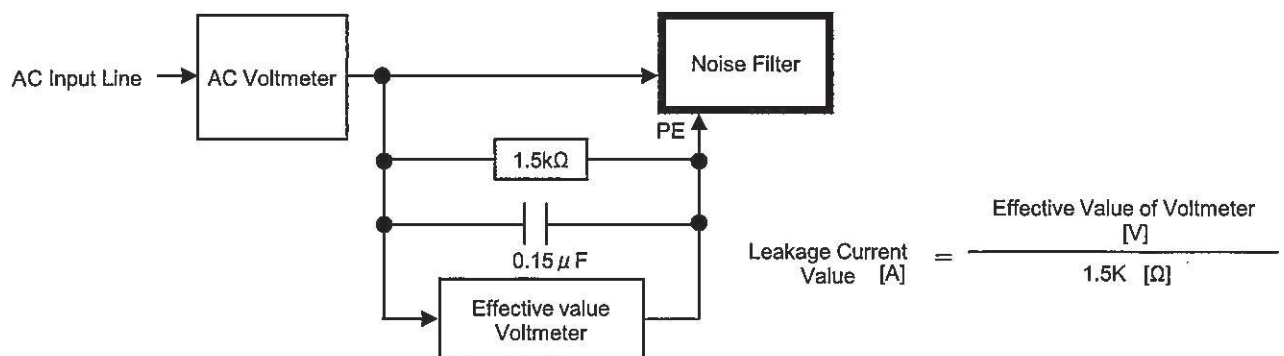 AC Input Line
AC Voltmeter
Noise Filter
PE
1.5kΩ
0.15μF
Effective value
Voltmeter
Leakage Current
Value [A]
=
Effective Value of Voltmeter
[V]
1.5K [Ω]